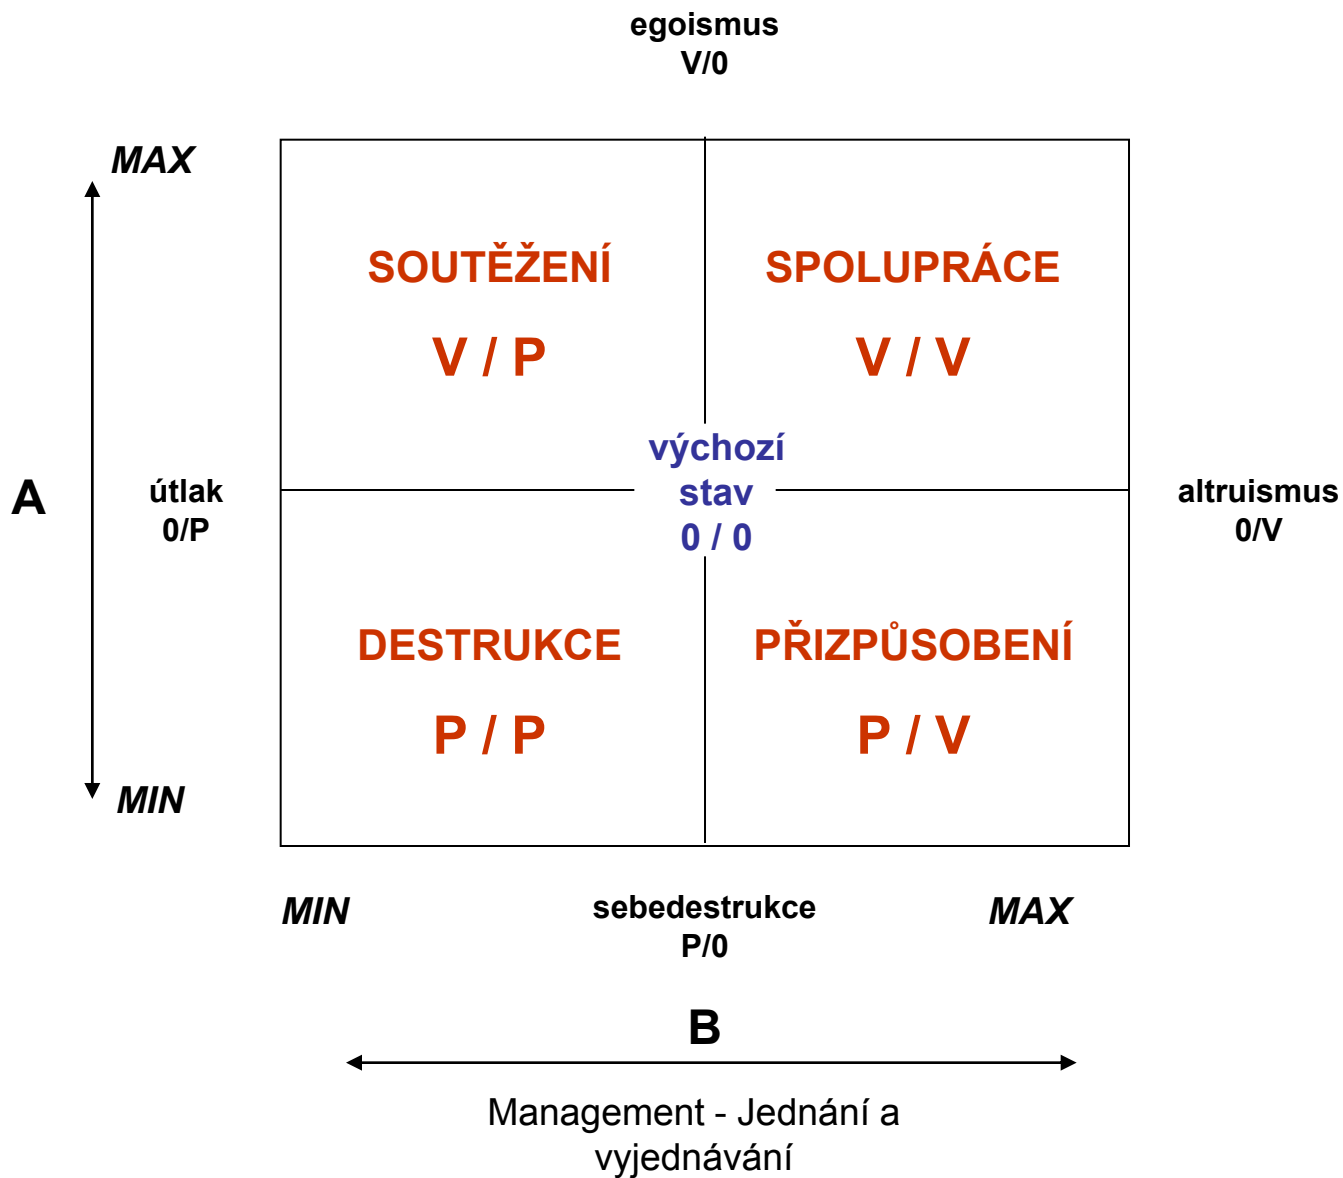 egoismus
V/0
MAX
SOUTĚŽENÍ
SPOLUPRÁCE
V / P
V / V
výchozí
stav
0 / 0
A
útlak
0/P
altruismus
0/V
DESTRUKCE
PŘIZPŮSOBENÍ
P / P
P / V
MIN
MIN
sebedestrukce
P/0
MAX
B
Management - Jednání a
vyjednávání